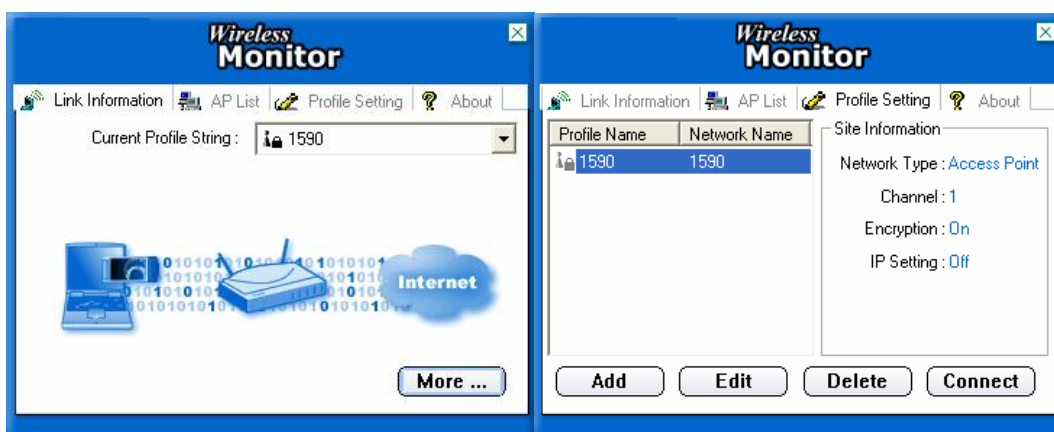 Wireless
Monitor
Link Information AP List Profile Setting ? About
Current Profile String : 1590
Internet
More ...
Wireless
Monitor
Link Information AP List Profile Setting ? About
Profile Name Network Name
1590 1590
Site Information
Network Type : Access Point
Channel : 1
Encryption : On
IP Setting : Off
Add Edit Delete Connect